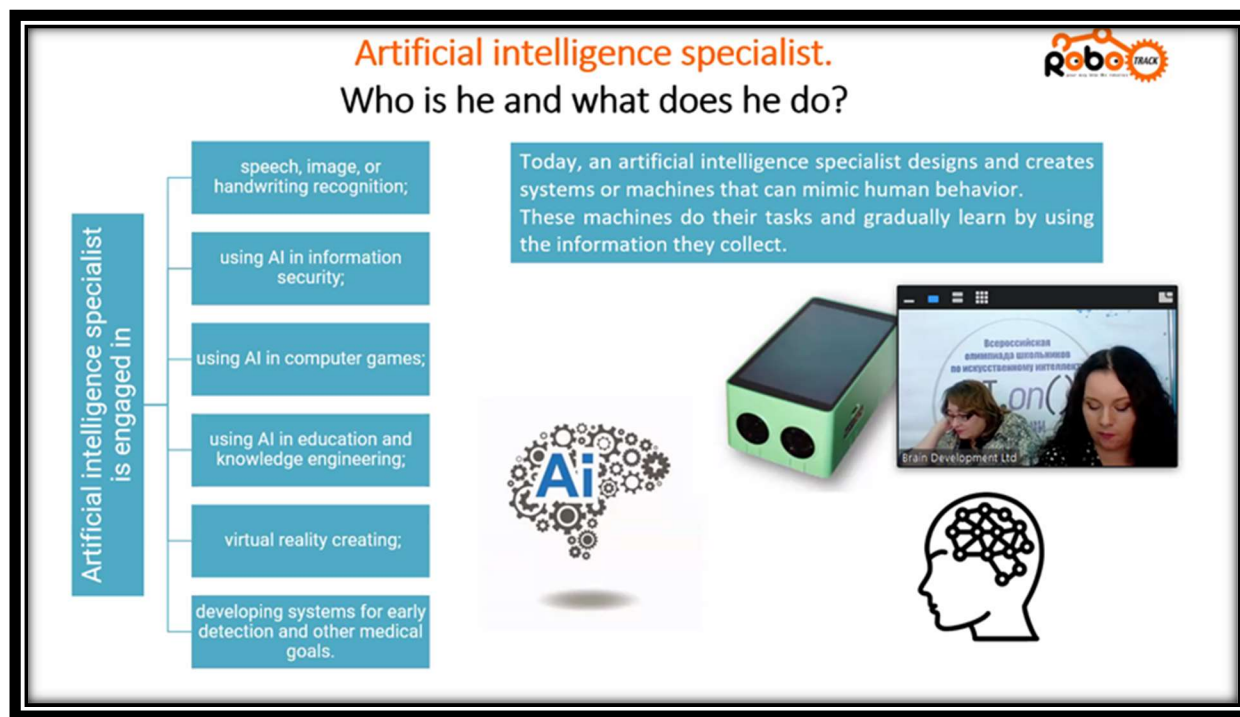 Artificial intelligence specialist.
Who is he and what does he do?
RoboTRACK
Artificial intelligence specialist
is engaged in
speech, image, or
handwriting recognition;
using AI in information
security;
using AI in computer games;
using AI in education and
knowledge engineering;
virtual reality creating;
developing systems for early
detection and other medical
goals.
Today, an artificial intelligence specialist designs and creates
systems or machines that can mimic human behavior.
These machines do their tasks and gradually learn by using
the information they collect.
Ai
Всероссийская
олимпиада школьников
по искусственному интеллект
on()
Brain Development Ltd